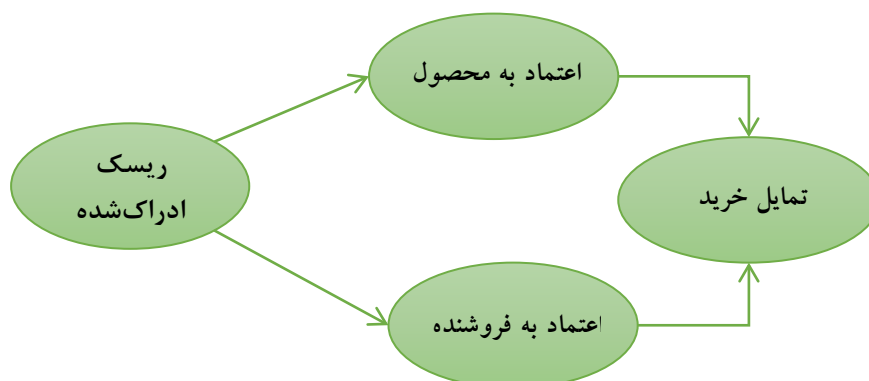 اعتماد به محصول
ریسک
ادراک‌شده
تمایل خرید
اعتماد به فروشنده